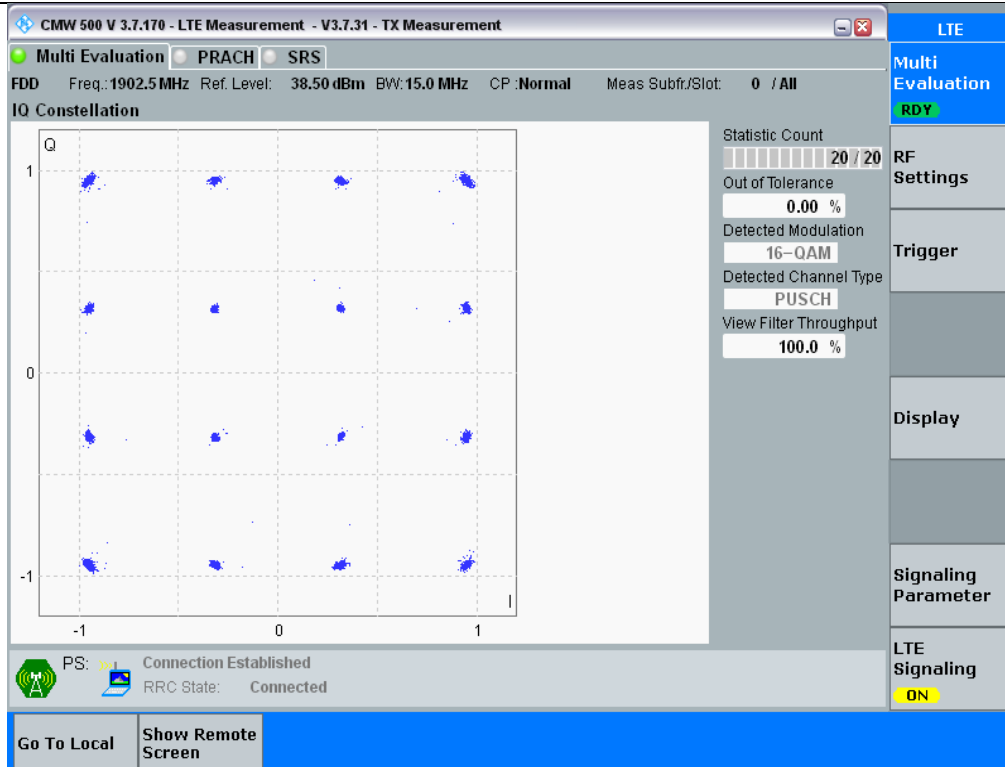 CMW 500 V 3.7.170 - LTE Measurement - V3.7.31 - TX Measurement
LTE
Multi Evaluation PRACH SRS
Multi
Evaluation
RDY
FDD Freq.:1902.5 MHz Ref. Level: 38.50 dBm BW:15.0 MHz CP :Normal Meas Subfr./Slot: 0 / All
IQ Constellation
Q
1
0
-1
-1 0 1
I
Statistic Count
20 / 20
Out of Tolerance
0.00 %
Detected Modulation
16-QAM
Detected Channel Type
PUSCH
View Filter Throughput
100.0 %
RF
Settings
Trigger
Display
Signaling
Parameter
LTE
Signaling
ON
PS: Connection Established
RRC State: Connected
Go To Local
Show Remote
Screen